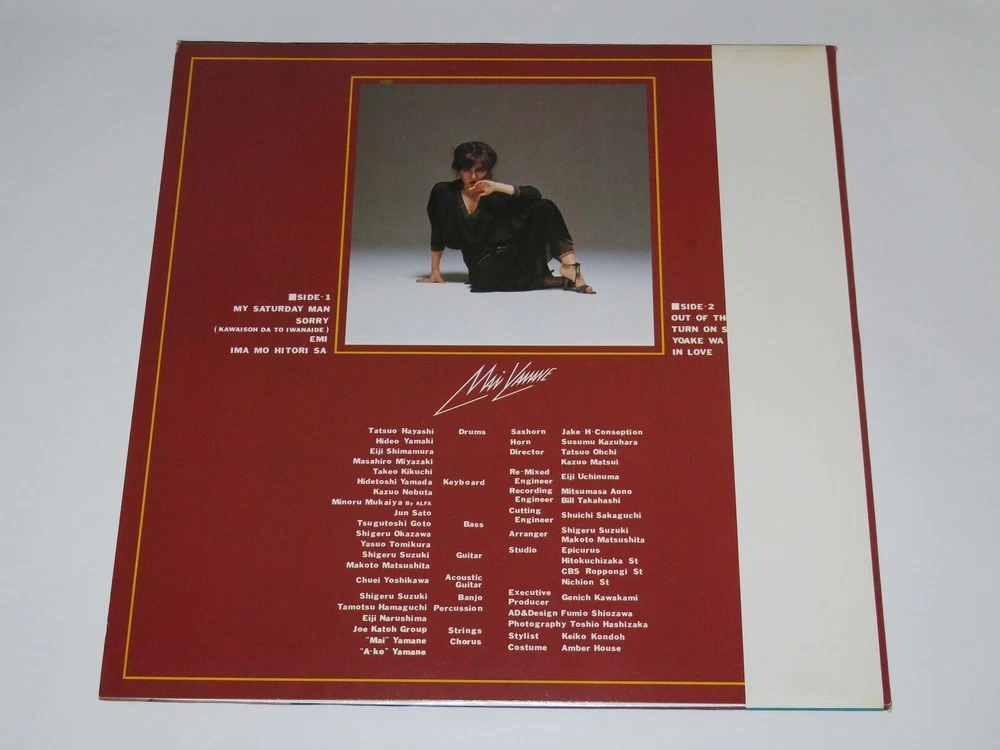 ■SIDE-1
MY SATURDAY MAN
SORRY
(KAWAISOH DA TO IWANAIDE)
EMI
IMA MO HITORI SA
■SIDE-2
OUT OF TH
TURN ON S
YOAKE WA
IN LOVE
Mai Yamane
Tatsuo Hayashi Drums
Hideo Yamaki
Eiji Shimamura
Masahiro Miyazaki
Takeo Kikuchi
Hidetoshi Yamada Keyboard
Kazuo Nobuta
Minoru Mukaiya By ALFA
Jun Sato
Tsugutoshi Goto Bass
Shigeru Okazawa
Yasuo Tomikura
Shigeru Suzuki Guitar
Makoto Matsushita
Chuei Yoshikawa Acoustic
Guitar
Shigeru Suzuki Banjo
Tamotsu Hamaguchi Percussion
Eiji Narushima
Joe Katoh Group Strings
"Mai" Yamane Chorus
"A-ko" Yamane
Saxhorn Jake·H·Conseption
Horn Susumu Kazuhara
Director Tatsuo Ohchi
Kazuo Matsui
Re-Mixed
Engineer Eiji Uchinuma
Recording Mitsumasa Aono
Engineer Bill Takahashi
Cutting
Engineer Shuichi Sakaguchi
Arranger Shigeru Suzuki
Makoto Matsushita
Studio Epicurus
Hitokuchizaka St
CBS Roppongi St
Nichion St
Executive
Producer Genich Kawakami
AD&Design Fumio Shiozawa
Photography Toshio Hashizaka
Stylist Keiko Kondoh
Costume Amber House